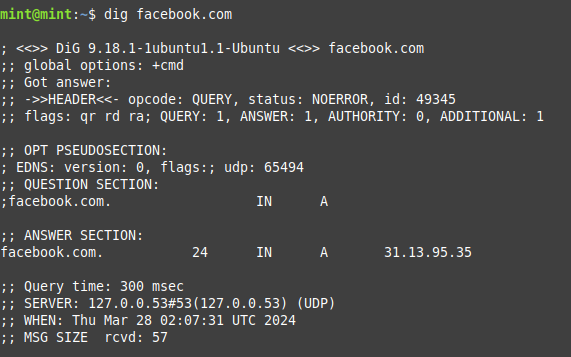 mint@mint:~$ dig facebook.com
; <<>> DiG 9.18.1-1ubuntu1.1-Ubuntu <<>> facebook.com
;; global options: +cmd
;; Got answer:
;; ->>HEADER<<- opcode: QUERY, status: NOERROR, id: 49345
;; flags: qr rd ra; QUERY: 1, ANSWER: 1, AUTHORITY: 0, ADDITIONAL: 1
;; OPT PSEUDOSECTION:
; EDNS: version: 0, flags:; udp: 65494
;; QUESTION SECTION:
;facebook.com. IN A
;; ANSWER SECTION:
facebook.com. 24 IN A 31.13.95.35
;; Query time: 300 msec
;; SERVER: 127.0.0.53#53(127.0.0.53) (UDP)
;; WHEN: Thu Mar 28 02:07:31 UTC 2024
;; MSG SIZE rcvd: 57